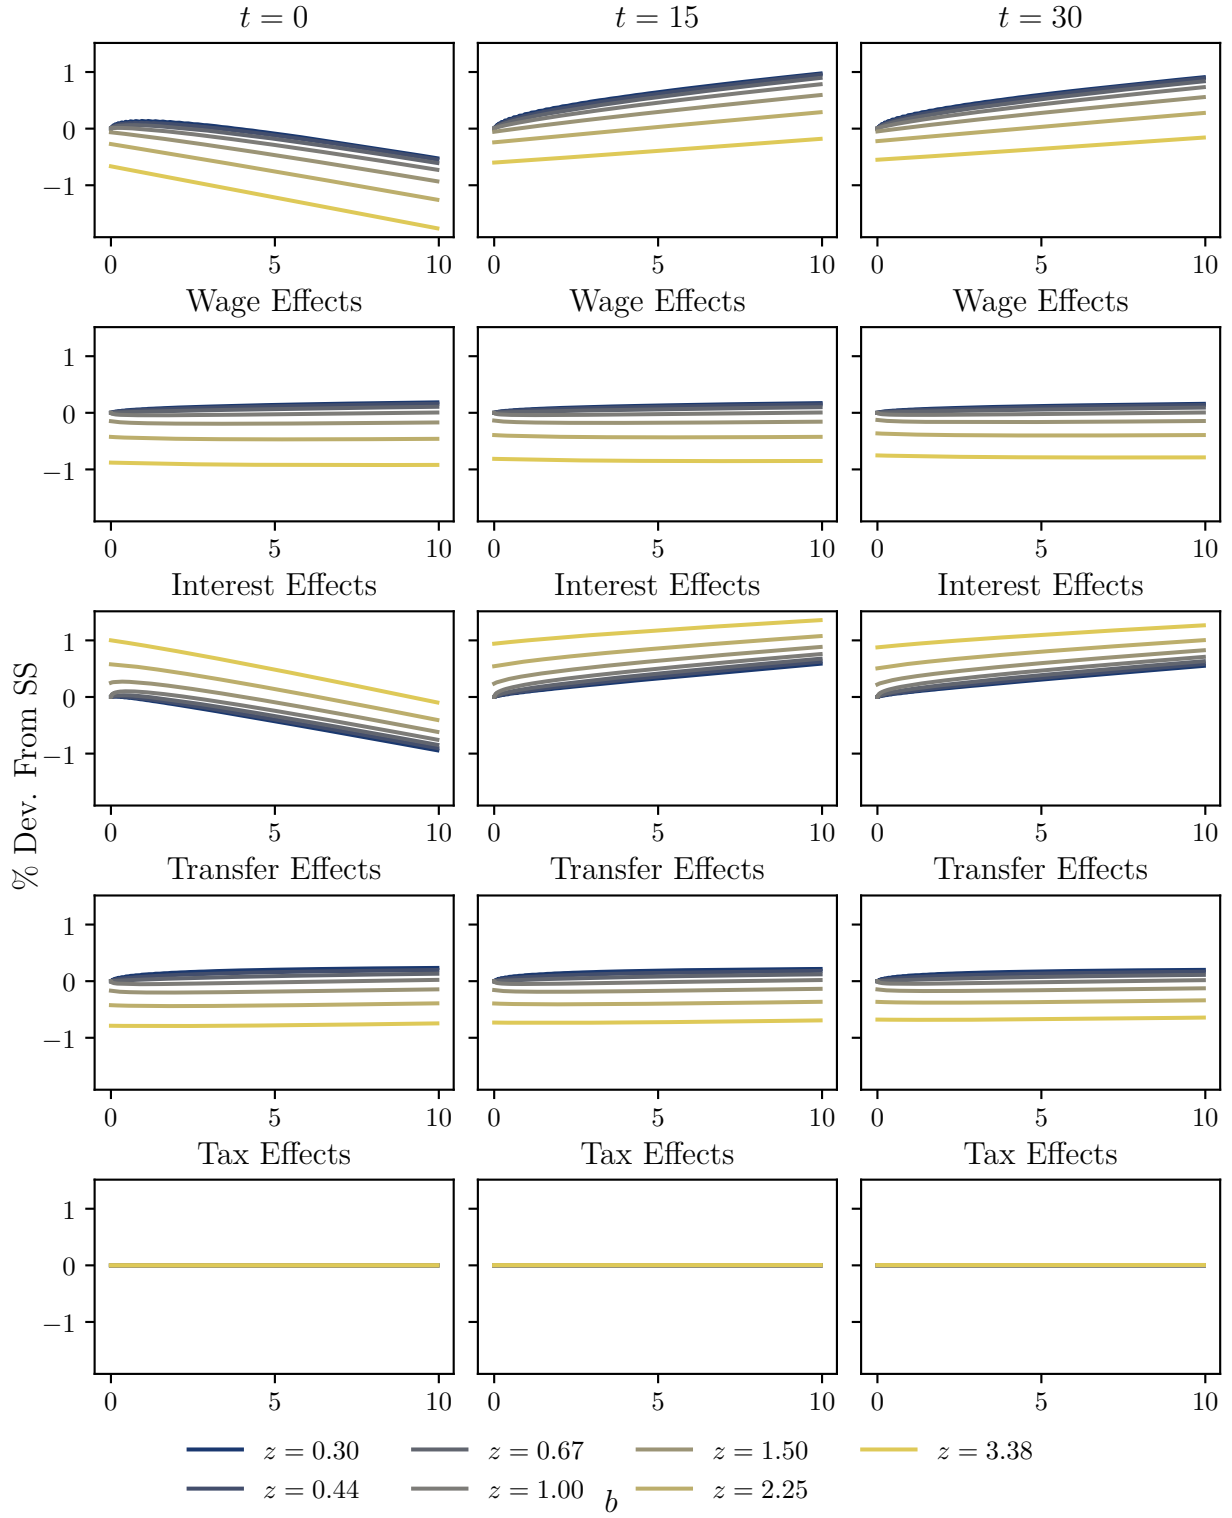 t = 0 t = 15 t = 30
1
0
−1
0 5 10 0 5 10 0 5 10
Wage Effects Wage Effects Wage Effects
1
0
−1
0 5 10 0 5 10 0 5 10
Interest Effects Interest Effects Interest Effects
1
0
−1
0 5 10 0 5 10 0 5 10
% Dev. From SS
Transfer Effects Transfer Effects Transfer Effects
1
0
−1
0 5 10 0 5 10 0 5 10
Tax Effects Tax Effects Tax Effects
1
0
−1
0 5 10 0 5 10 0 5 10
z = 0.30 z = 0.67 z = 1.50 z = 3.38
z = 0.44 z = 1.00 z = 2.25
b